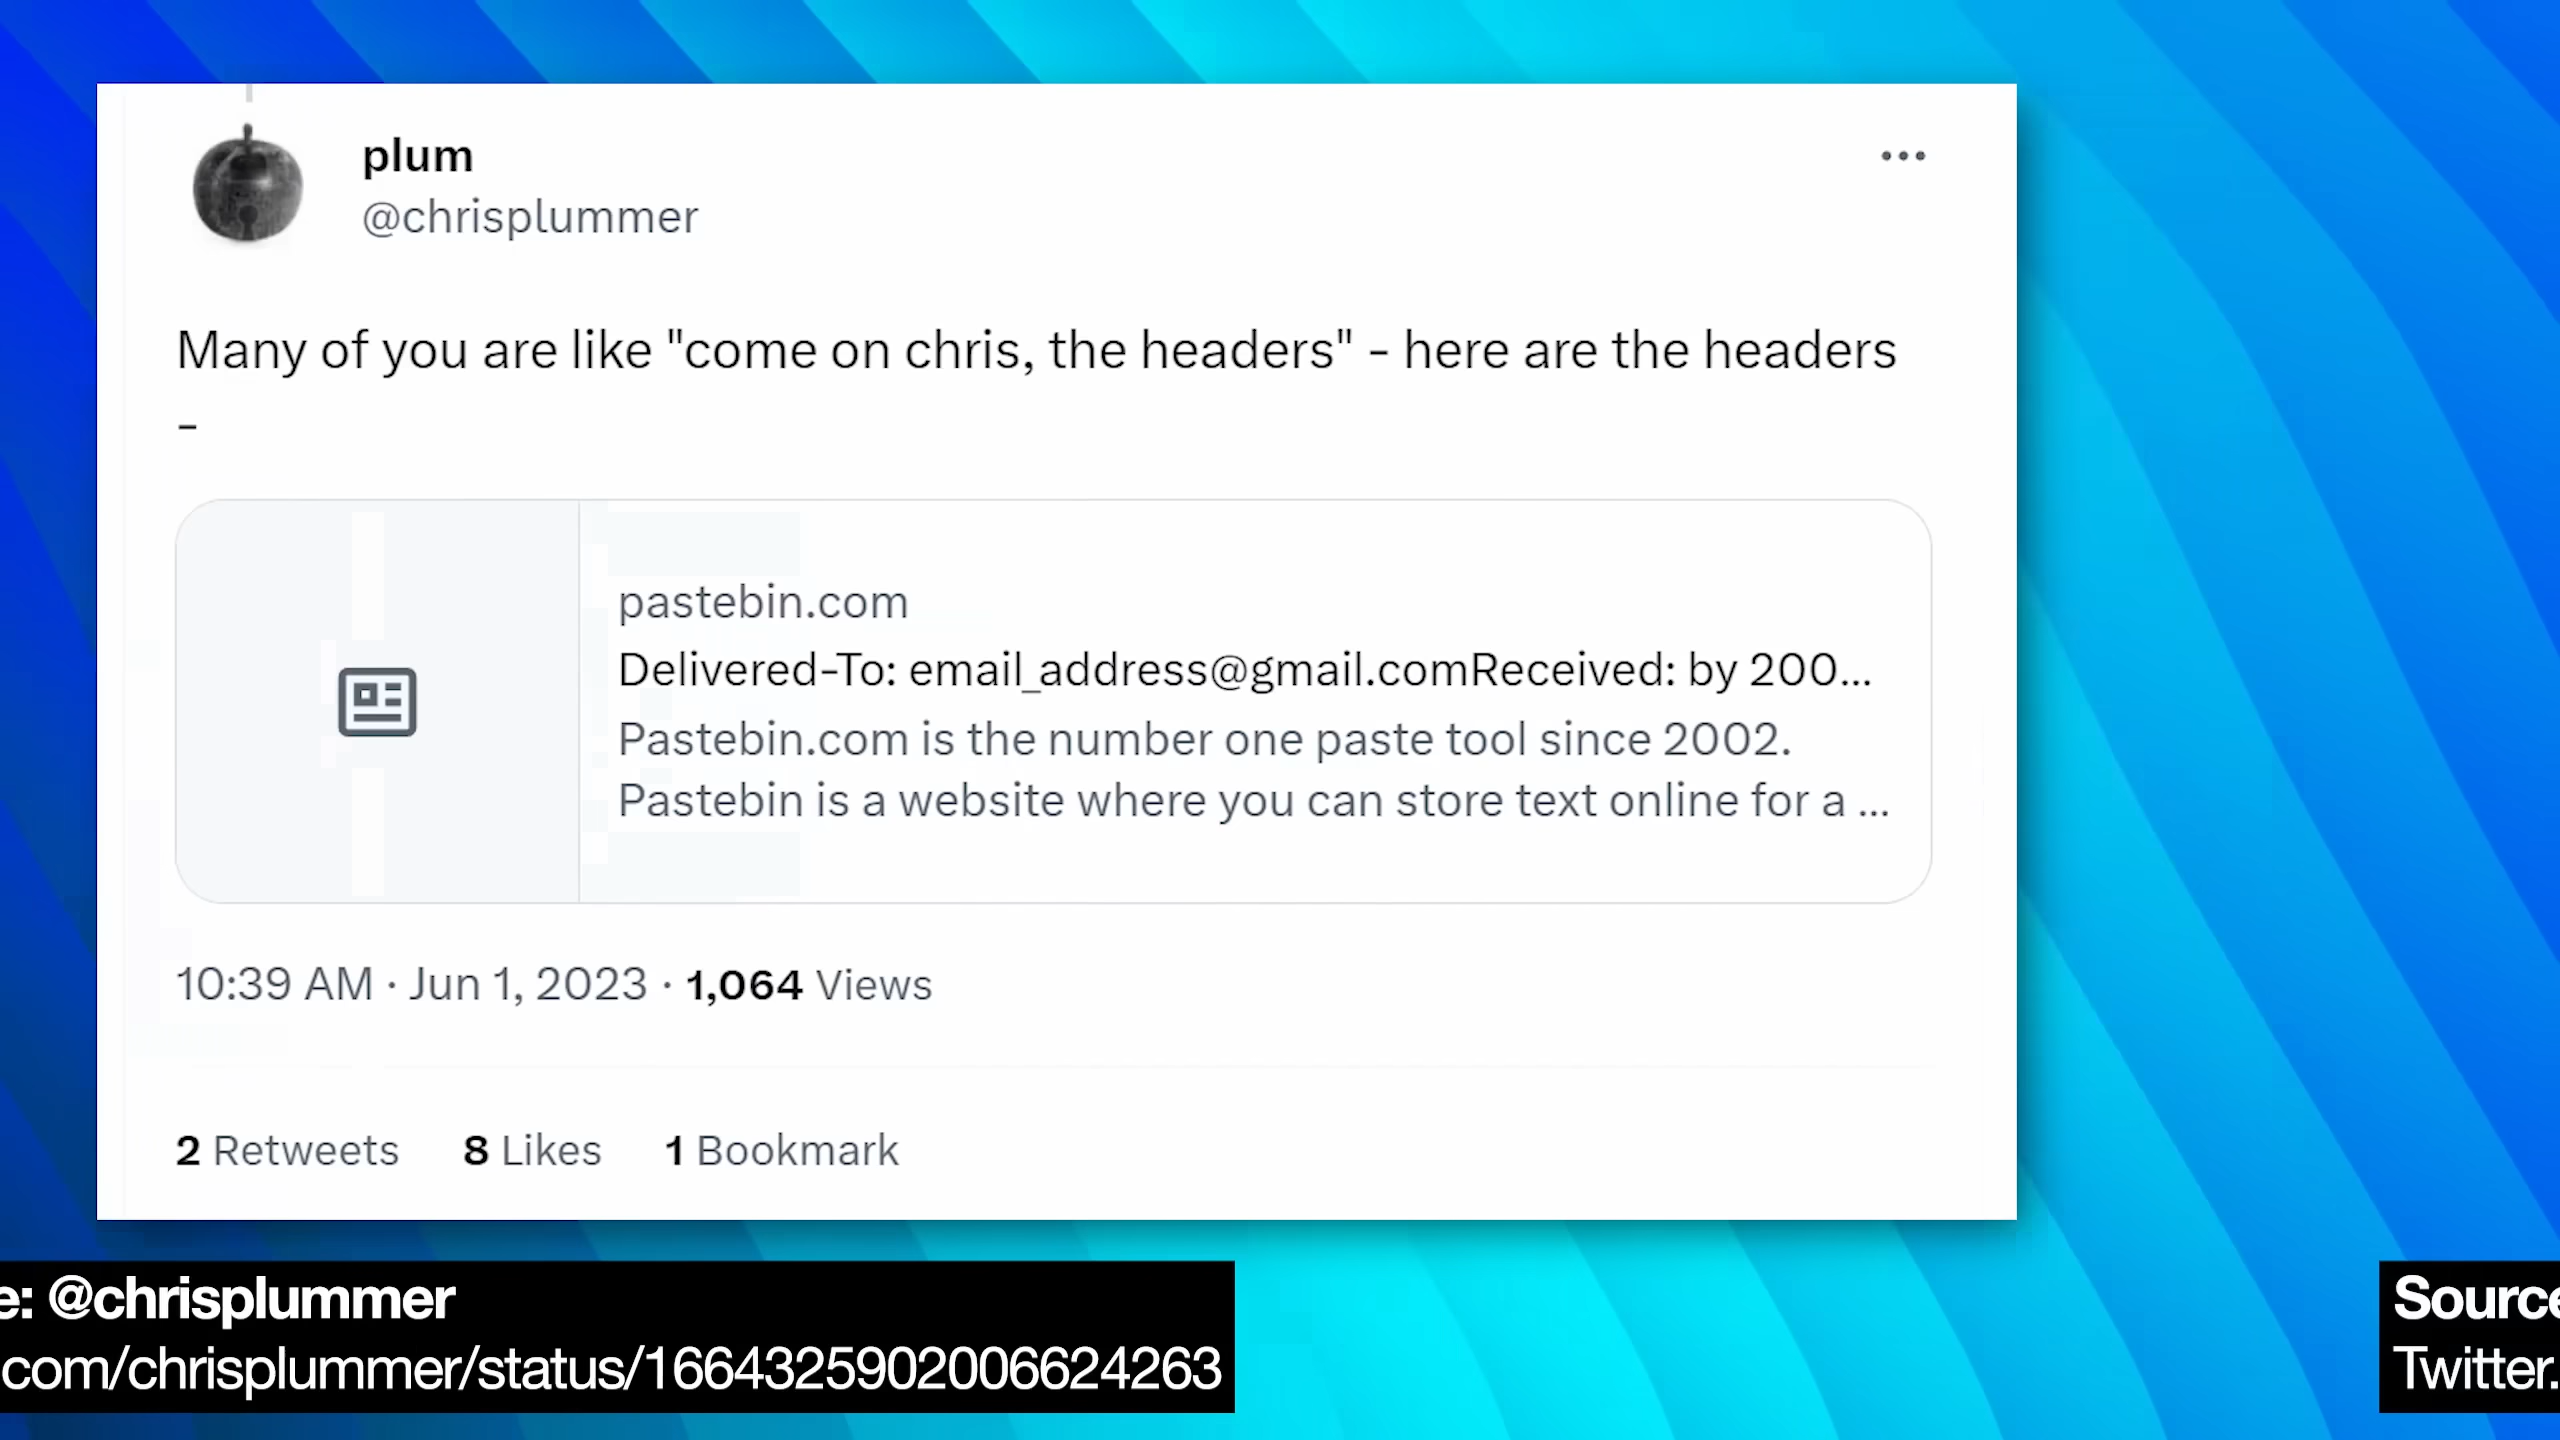 plum
@chrisplummer
Many of you are like "come on chris, the headers" - here are the headers
-
pastebin.com
Delivered-To: email_address@gmail.comReceived: by 200...
Pastebin.com is the number one paste tool since 2002.
Pastebin is a website where you can store text online for a ...
10:39 AM · Jun 1, 2023 · 1,064 Views
2 Retweets 8 Likes 1 Bookmark
e: @chrisplummer
com/chrisplummer/status/1664325902006624263
Source
Twitter.